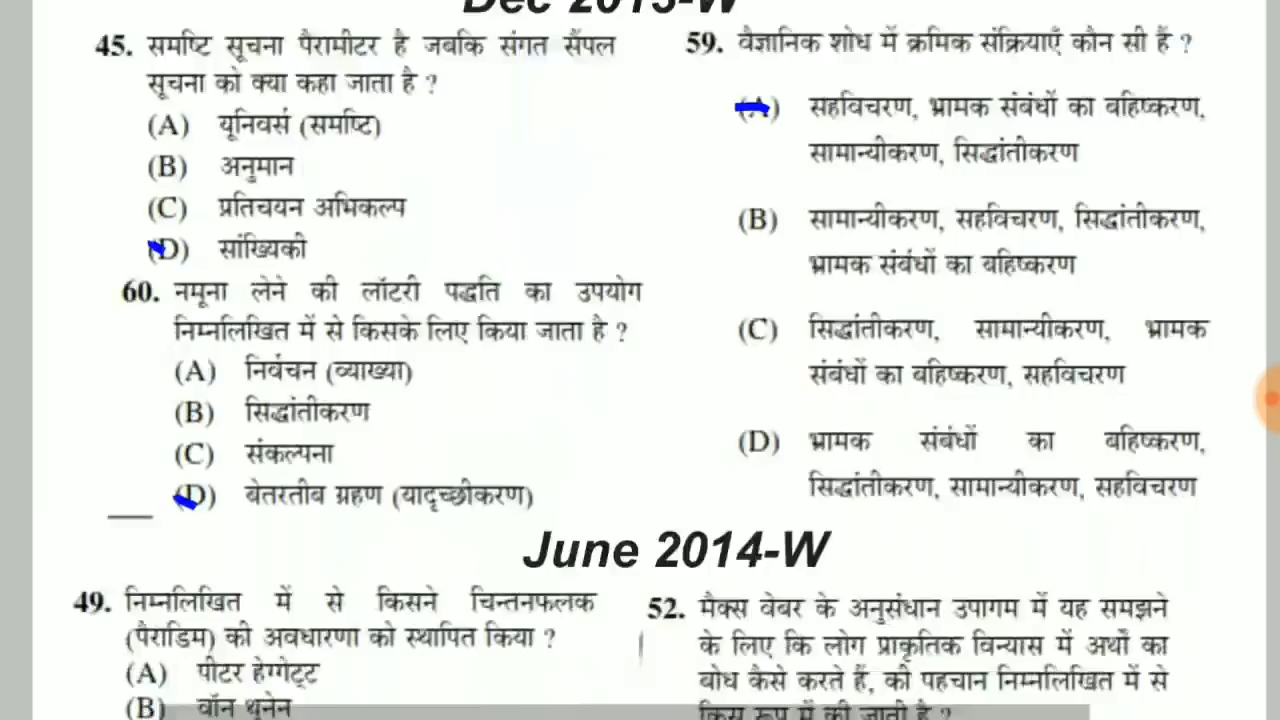 Dec 2013-W
45. समष्टि सूचना पैरामीटर है जबकि संगत सैंपल
सूचना को क्या कहा जाता है ?
(A) यूनिवर्स (समष्टि)
(B) अनुमान
(C) प्रतिचयन अभिकल्प
(D) सांख्यिकी
60. नमूना लेने की लॉटरी पद्धति का उपयोग
निम्नलिखित में से किसके लिए किया जाता है ?
(A) निर्वचन (व्याख्या)
(B) सिद्धांतीकरण
(C) संकल्पना
(D) बेतरतीब ग्रहण (यादृच्छीकरण)
59. वैज्ञानिक शोध में क्रमिक संक्रियाएँ कौन सी हैं ?
(A) सहविचरण, भ्रामक संबंधों का बहिष्करण,
सामान्यीकरण, सिद्धांतीकरण
(B) सामान्यीकरण, सहविचरण, सिद्धांतीकरण,
भ्रामक संबंधों का बहिष्करण
(C) सिद्धांतीकरण, सामान्यीकरण, भ्रामक
संबंधों का बहिष्करण, सहविचरण
(D) भ्रामक संबंधों का बहिष्करण,
सिद्धांतीकरण, सामान्यीकरण, सहविचरण
June 2014-W
49. निम्नलिखित में से किसने चिन्तनफलक
(पैराडिम) की अवधारणा को स्थापित किया ?
(A) पीटर हेग्गेट्ट
(B) वॉन थूनेन
52. मैक्स वेबर के अनुसंधान उपागम में यह समझने
के लिए कि लोग प्राकृतिक विन्यास में अर्थों का
बोध कैसे करते हैं, की पहचान निम्नलिखित में से
किस रूप में की जाती है ?